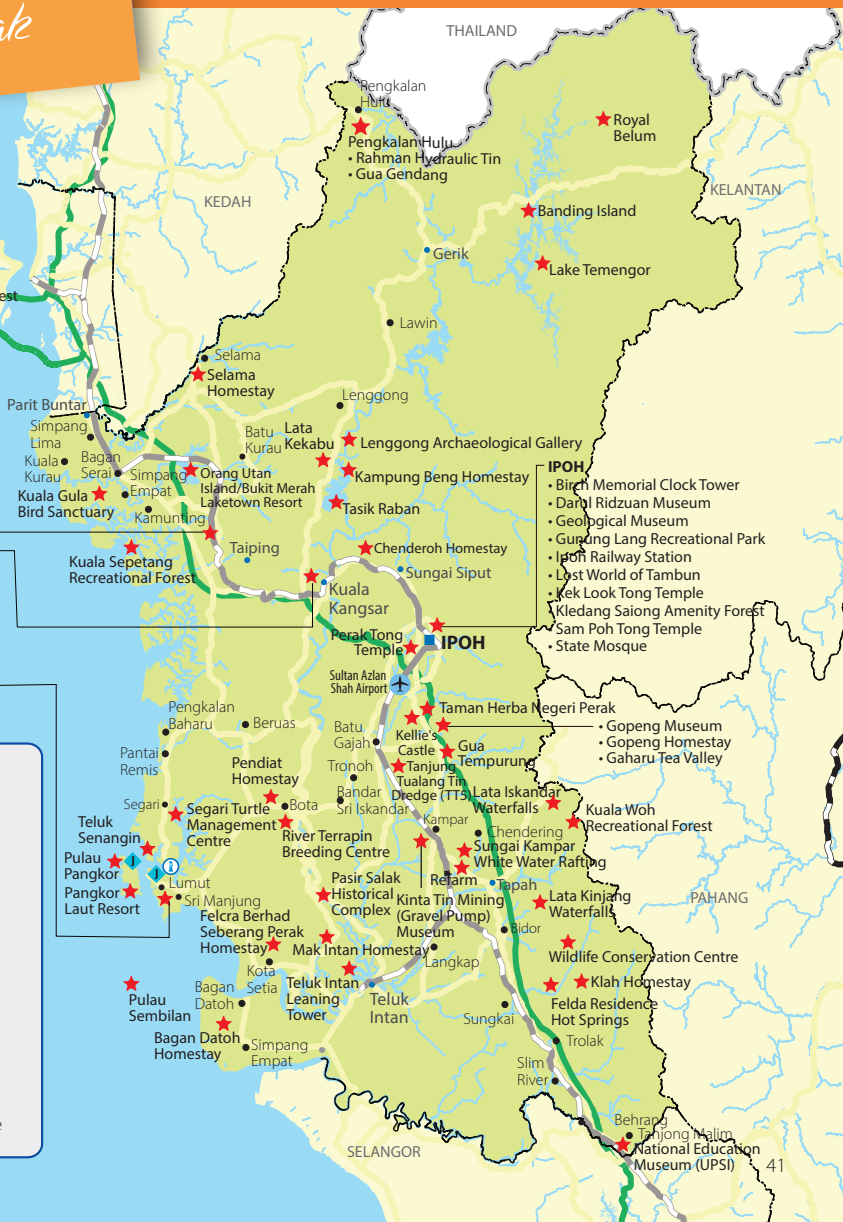 THAILAND
Pengkalan
Hulu
Pengkalan Hulu
• Rahman Hydraulic Tin
• Gua Gendang
Royal
Belum
KEDAH
KELANTAN
Banding Island
Gerik
Lake Temengor
est
Lawin
Selama
Selama
Homestay
Lenggong
Parit Buntar
Simpang
Lima
Kuala
Kurau
Bagan
Serai
Simpang
Empat
Kuala Gula
Bird Sanctuary
Kamunting
Batu
Kurau
Lata
Kekabu
Lenggong Archaeological Gallery
Orang Utan
Island/Bukit Merah
Laketown Resort
Kampung Beng Homestay
Tasik Raban
IPOH
• Birch Memorial Clock Tower
• Darul Ridzuan Museum
• Geological Museum
• Gunung Lang Recreational Park
• Ipoh Railway Station
• Lost World of Tambun
• Kek Look Tong Temple
• Kledang Saiong Amenity Forest
• Sam Poh Tong Temple
• State Mosque
Kuala Sepetang
Recreational Forest
Taiping
Chenderoh Homestay
Sungai Siput
Kuala
Kangsar
Perak Tong
Temple
IPOH
Sultan Azlan
Shah Airport
Taman Herba Negeri Perak
• Gopeng Museum
• Gopeng Homestay
• Gaharu Tea Valley
Pengkalan
Baharu
Beruas
Batu
Gajah
Kellie's
Castle
Gua
Tempurung
Pantai
Remis
Pendiat
Homestay
Tronoh
Tanjung
Tualang Tin
Dredge (TT5)
Lata Iskandar
Waterfalls
Bandar
Sri Iskandar
Segari
Segari Turtle
Management
Centre
Bota
River Terrapin
Breeding Centre
Kuala Woh
Recreational Forest
Kampar
Chendering
Sungai Kampar
White Water Rafting
Teluk
Senangin
Pulau
Pangkor
Pangkor
Laut Resort
J
J
i
Lumut
Sri Manjung
Refarm
Tapah
PAHANG
Pasir Salak
Historical
Complex
Kinta Tin Mining
(Gravel Pump)
Museum
Lata Kinjang
Waterfalls
Felcra Berhad
Seberang Perak
Homestay
Mak Intan Homestay
Bidor
Langkap
Wildlife Conservation Centre
Klah Homestay
Kota
Setia
Teluk Intan
Leaning
Tower
Teluk
Intan
Felda Residence
Hot Springs
Pulau
Sembilan
Bagan
Datoh
Bagan Datoh
Homestay
Simpang
Empat
Sungkai
Trolak
Slim
River
Behrang
Tanjong Malim
National Education
Museum (UPSI)
SELANGOR
41